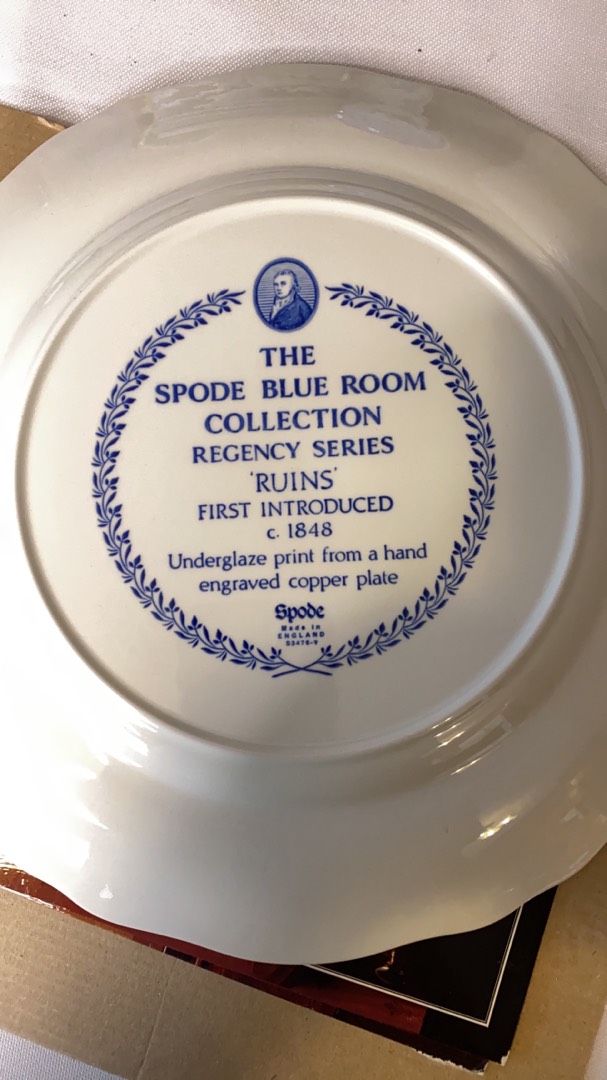 THE
SPODE BLUE ROOM
COLLECTION
REGENCY SERIES
'RUINS'
FIRST INTRODUCED
c. 1848
Underglaze print from a hand
engraved copper plate
Spode
Made in
ENGLAND